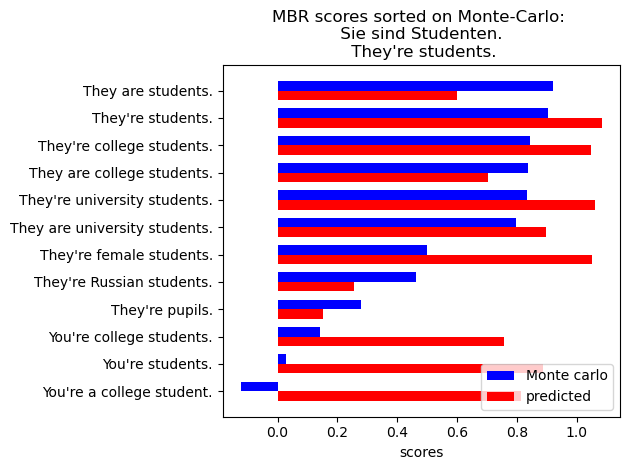 MBR scores sorted on Monte-Carlo:
Sie sind Studenten.
They're students.
They are students.
They're students.
They're college students.
They are college students.
They're university students.
They are university students.
They're female students.
They're Russian students.
They're pupils.
You're college students.
You're students.
You're a college student.
Monte carlo
predicted
0.0 0.2 0.4 0.6 0.8 1.0
scores